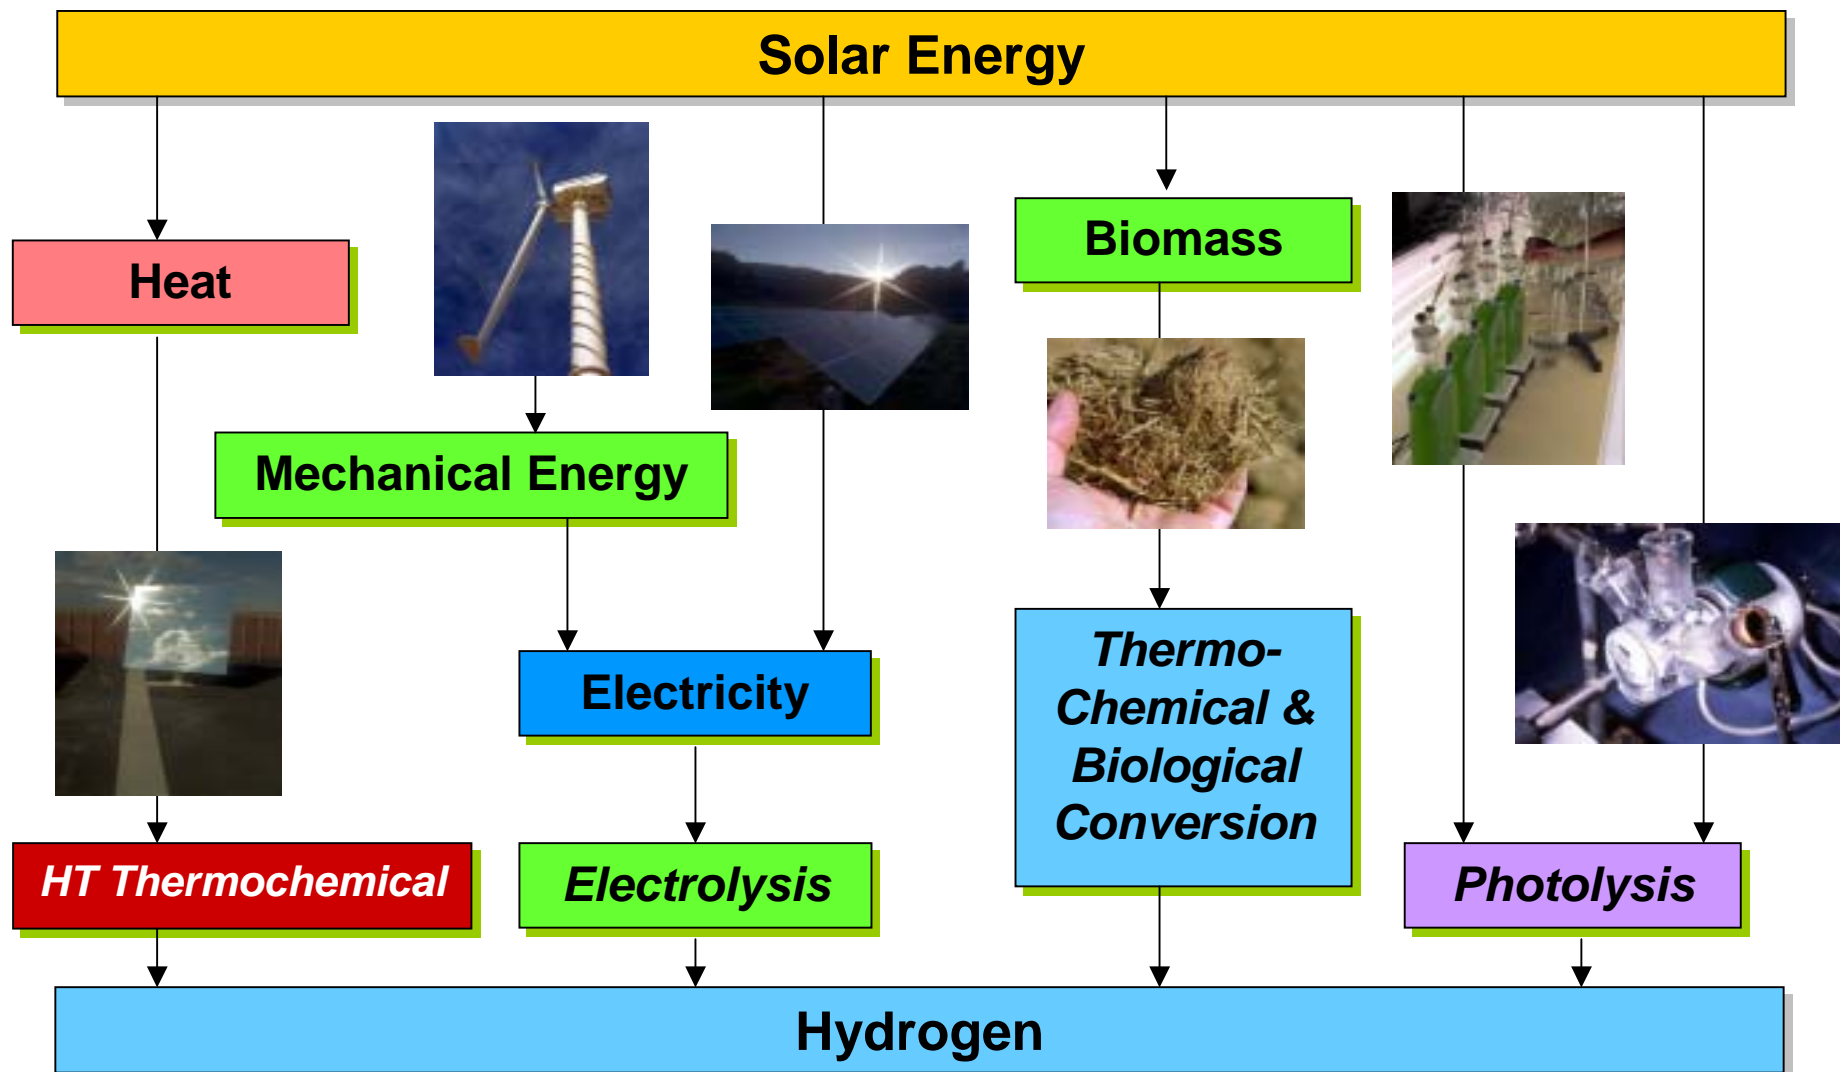 Solar Energy
Heat
Biomass
Mechanical Energy
Electricity
Thermo-
Chemical &
Biological
Conversion
HT Thermochemical
Electrolysis
Photolysis
Hydrogen